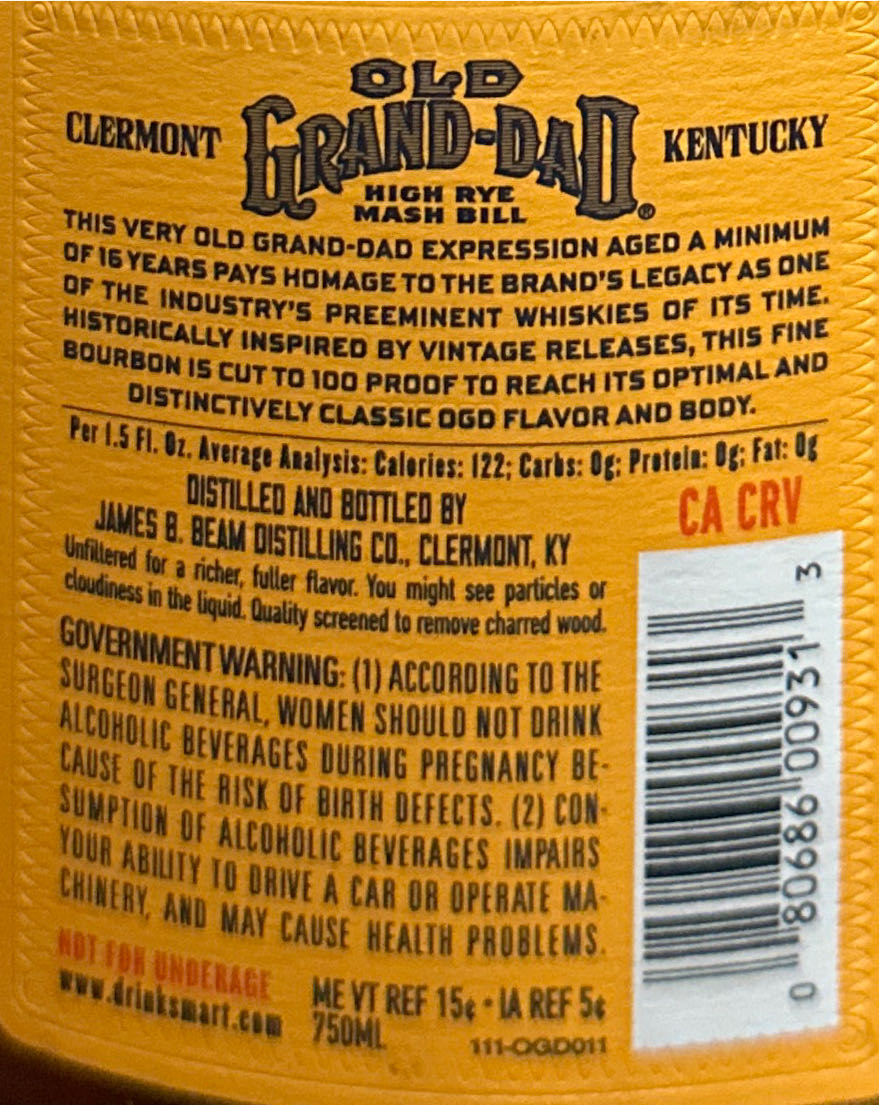 OLD
CLERMONT GRAND-DAD KENTUCKY
HIGH RYE
MASH BILL ®
THIS VERY OLD GRAND-DAD EXPRESSION AGED A MINIMUM
OF 16 YEARS PAYS HOMAGE TO THE BRAND'S LEGACY AS ONE
OF THE INDUSTRY'S PREEMINENT WHISKIES OF ITS TIME.
HISTORICALLY INSPIRED BY VINTAGE RELEASES, THIS FINE
BOURBON IS CUT TO 100 PROOF TO REACH ITS OPTIMAL AND
DISTINCTIVELY CLASSIC OGD FLAVOR AND BODY.
Per 1.5 Fl. Oz. Average Analysis: Calories: 122; Carbs: 0g; Protein: 0g; Fat: 0g
DISTILLED AND BOTTLED BY
JAMES B. BEAM DISTILLING CO., CLERMONT, KY
Unfiltered for a richer, fuller flavor. You might see particles or
cloudiness in the liquid. Quality screened to remove charred wood.
GOVERNMENT WARNING: (1) ACCORDING TO THE
SURGEON GENERAL, WOMEN SHOULD NOT DRINK
ALCOHOLIC BEVERAGES DURING PREGNANCY BE-
CAUSE OF THE RISK OF BIRTH DEFECTS. (2) CON-
SUMPTION OF ALCOHOLIC BEVERAGES IMPAIRS
YOUR ABILITY TO DRIVE A CAR OR OPERATE MA-
CHINERY, AND MAY CAUSE HEALTH PROBLEMS.
NOT FOR UNDERAGE
www.drinksmart.com
ME VT REF 15¢ • IA REF 5¢
750ML 111-OGD011
CA CRV
0 80686 00931 3